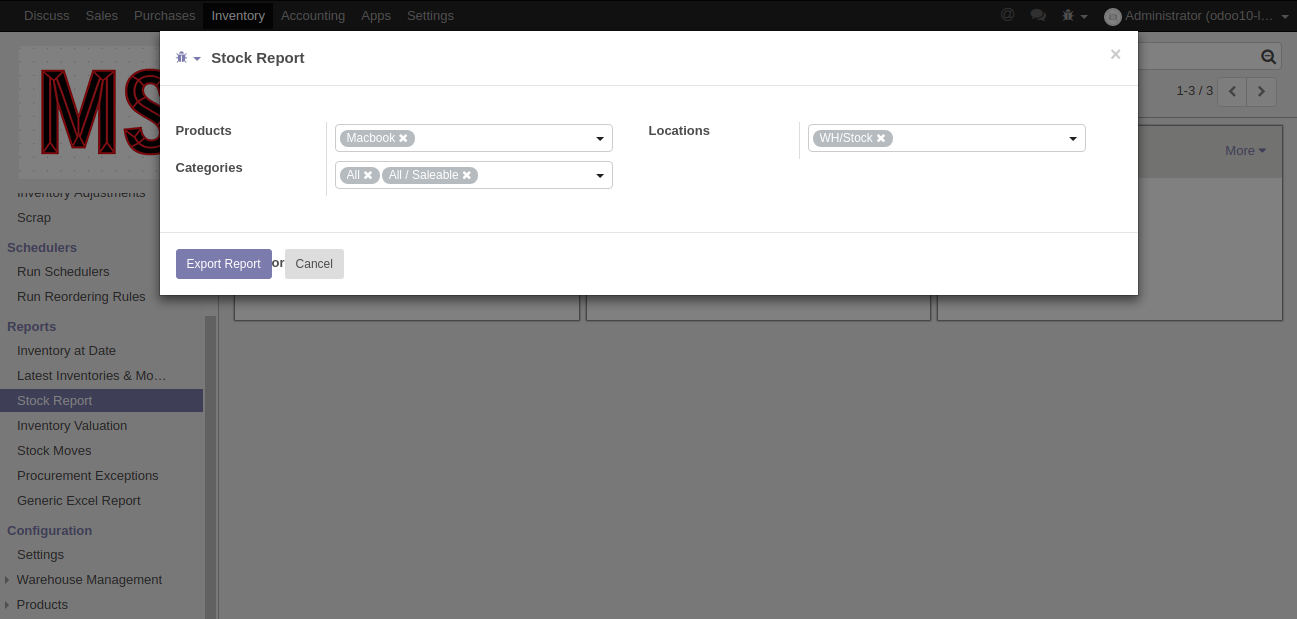 Discuss Sales Purchases Inventory Accounting Apps Settings @ Administrator (odoo10-l…
Stock Report ×
MS
1-3 / 3
Products Macbook ✖ Locations WH/Stock ✖
Categories All ✖ All / Saleable ✖
More
Export Report or Cancel
Inventory Adjustments
Scrap
Schedulers
Run Schedulers
Run Reordering Rules
Reports
Inventory at Date
Latest Inventories & Mo…
Stock Report
Inventory Valuation
Stock Moves
Procurement Exceptions
Generic Excel Report
Configuration
Settings
Warehouse Management
Products